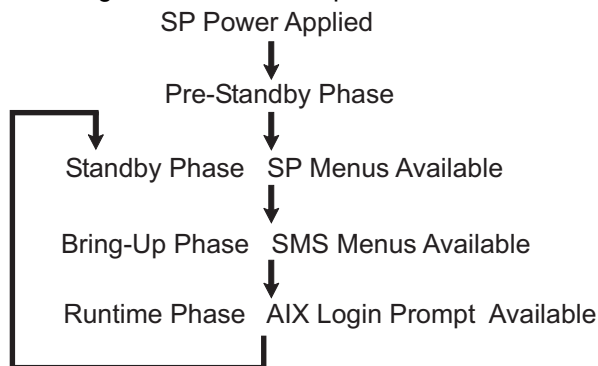 SP Power Applied
Pre-Standby Phase
Standby Phase SP Menus Available
Bring-Up Phase SMS Menus Available
Runtime Phase AIX Login Prompt Available